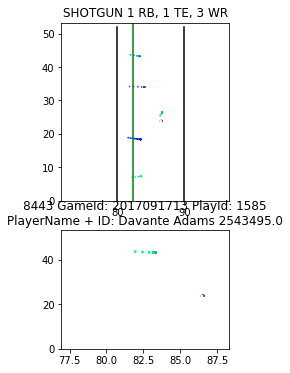 SHOTGUN 1 RB, 1 TE, 3 WR
50
40
30
20
10
0
80
90
8443 GameId: 2017091713 PlayId: 1585
PlayerName + ID: Davante Adams 2543495.0
40
20
0
77.5 80.0 82.5 85.0 87.5